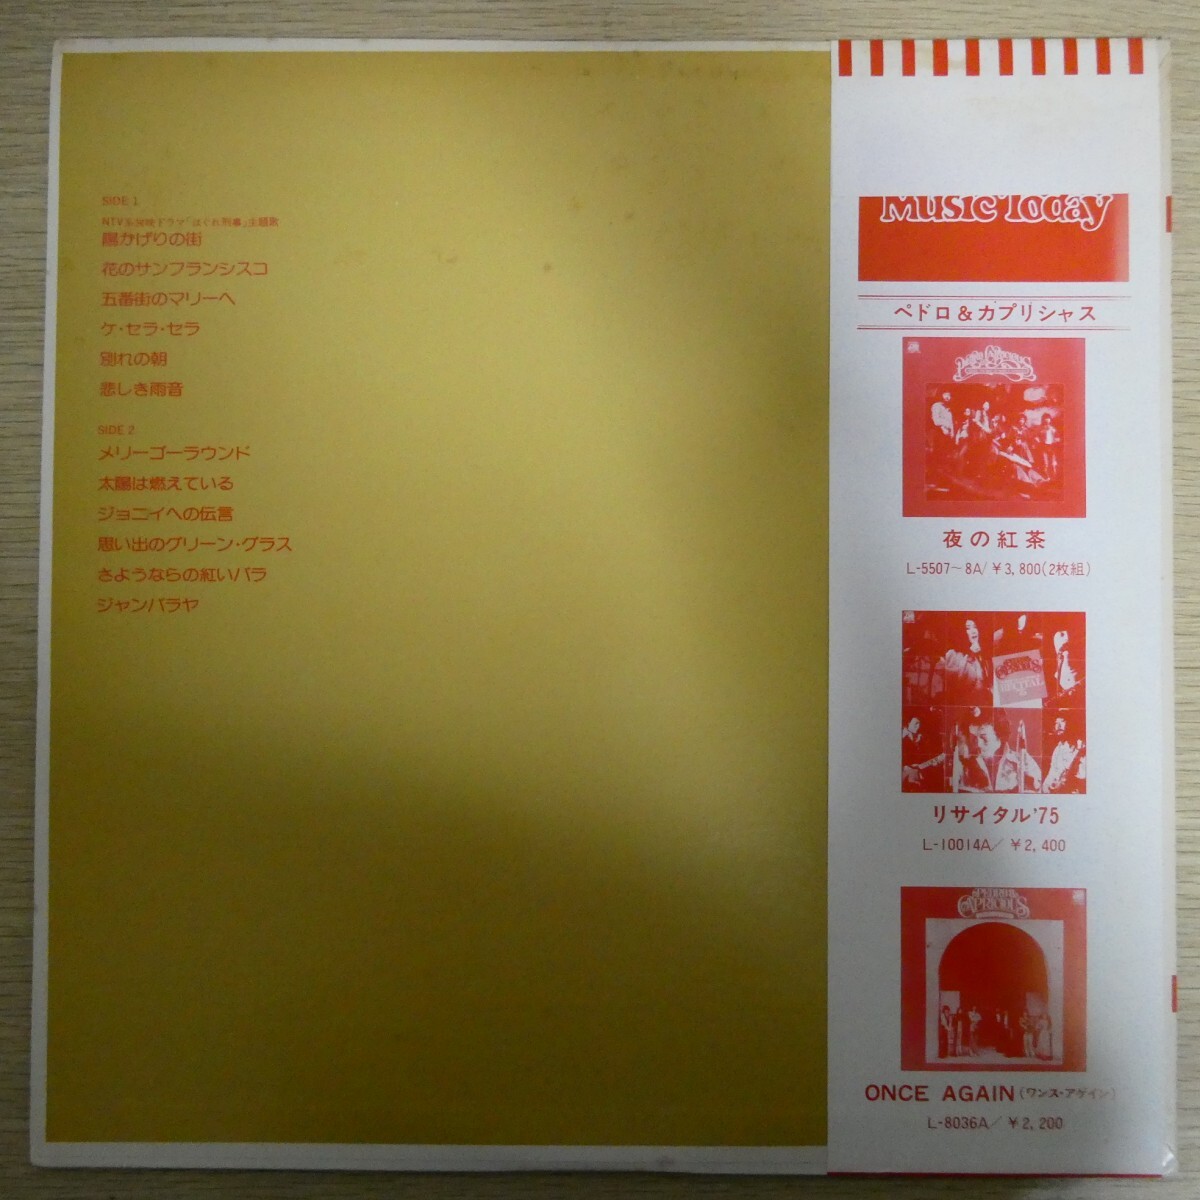 SIDE 1
NTV系列ドラマ「はぐれ刑事」主題歌
陽かげりの街
花のサンフランシスコ
五番街のマリーへ
ケ・セラ・セラ
別れの朝
悲しき雨音
SIDE 2
メリーゴーラウンド
太陽は燃えている
ジョニイへの伝言
思い出のグリーン・グラス
さようならの紅いバラ
ジャンバラヤ
Music Today
ペドロ&カプリシャス
夜の紅茶
L-5507～8A/¥3,800(2枚組)
RECITAL
リサイタル'75
L-10014A/¥2,400
PEDRO
CAPRICIOUS
ONCE AGAIN(ワンス・アゲイン)
L-8036A/¥2,200